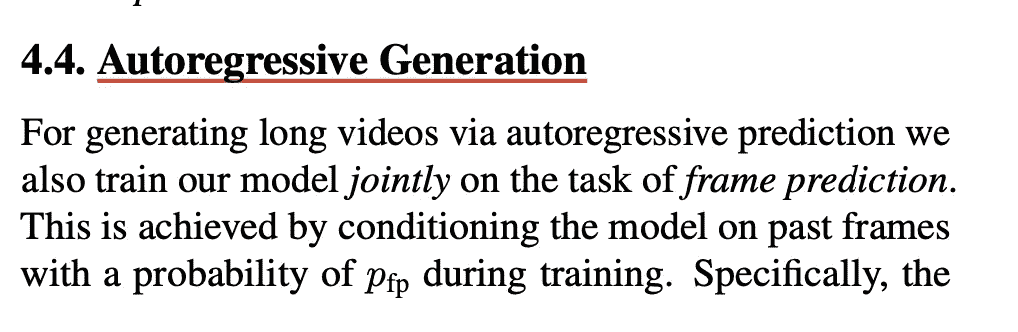 4.4. Autoregressive Generation
For generating long videos via autoregressive prediction we
also train our model jointly on the task of frame prediction.
This is achieved by conditioning the model on past frames
with a probability of pfp during training. Specifically, the